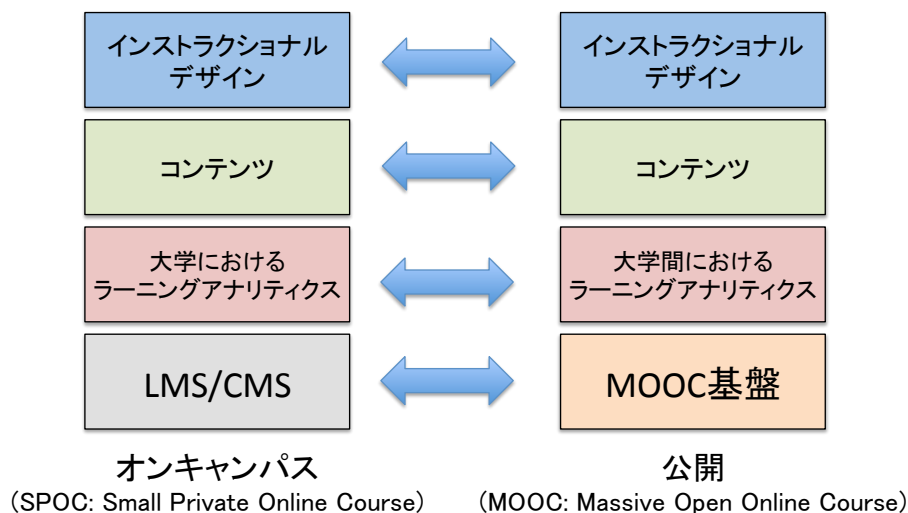 インストラクショナル
デザイン
インストラクショナル
デザイン
コンテンツ
コンテンツ
大学における
ラーニングアナリティクス
大学間における
ラーニングアナリティクス
LMS/CMS
MOOC基盤
オンキャンパス
(SPOC: Small Private Online Course)
公開
(MOOC: Massive Open Online Course)